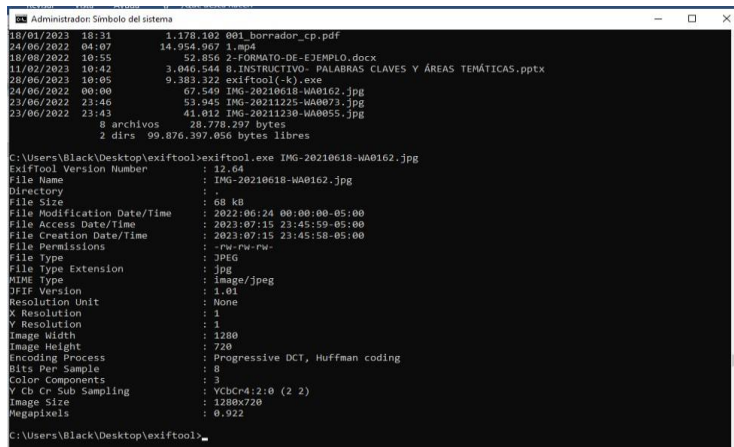 Administrador: Símbolo del sistema
18/01/2023 18:31 1.178.102 001_borrador_cp.pdf
24/06/2022 04:07 14.954.967 1.mp4
18/08/2022 10:55 52.856 2-FORMATO-DE-EJEMPLO.docx
11/02/2023 10:42 3.046.544 8.INSTRUCTIVO- PALABRAS CLAVES Y ÁREAS TEMÁTICAS.pptx
28/06/2023 10:05 9.383.322 exiftool(-k).exe
24/06/2022 00:00 67.549 IMG-20210618-WA0162.jpg
23/06/2022 23:46 53.945 IMG-20211225-WA0073.jpg
23/06/2022 23:43 41.012 IMG-20211230-WA0055.jpg
8 archivos 28.778.297 bytes
2 dirs 99.876.397.056 bytes libres
C:\Users\Black\Desktop\exiftool>exiftool.exe IMG-20210618-WA0162.jpg
ExifTool Version Number : 12.64
File Name : IMG-20210618-WA0162.jpg
Directory : .
File Size : 68 kB
File Modification Date/Time : 2022:06:24 00:00:00-05:00
File Access Date/Time : 2023:07:15 23:45:59-05:00
File Creation Date/Time : 2023:07:15 23:45:58-05:00
File Permissions : -rw-rw-rw-
File Type : JPEG
File Type Extension : jpg
MIME Type : image/jpeg
JFIF Version : 1.01
Resolution Unit : None
X Resolution : 1
Y Resolution : 1
Image Width : 1280
Image Height : 720
Encoding Process : Progressive DCT, Huffman coding
Bits Per Sample : 8
Color Components : 3
Y Cb Cr Sub Sampling : YCbCr4:2:0 (2 2)
Image Size : 1280x720
Megapixels : 0.922
C:\Users\Black\Desktop\exiftool>